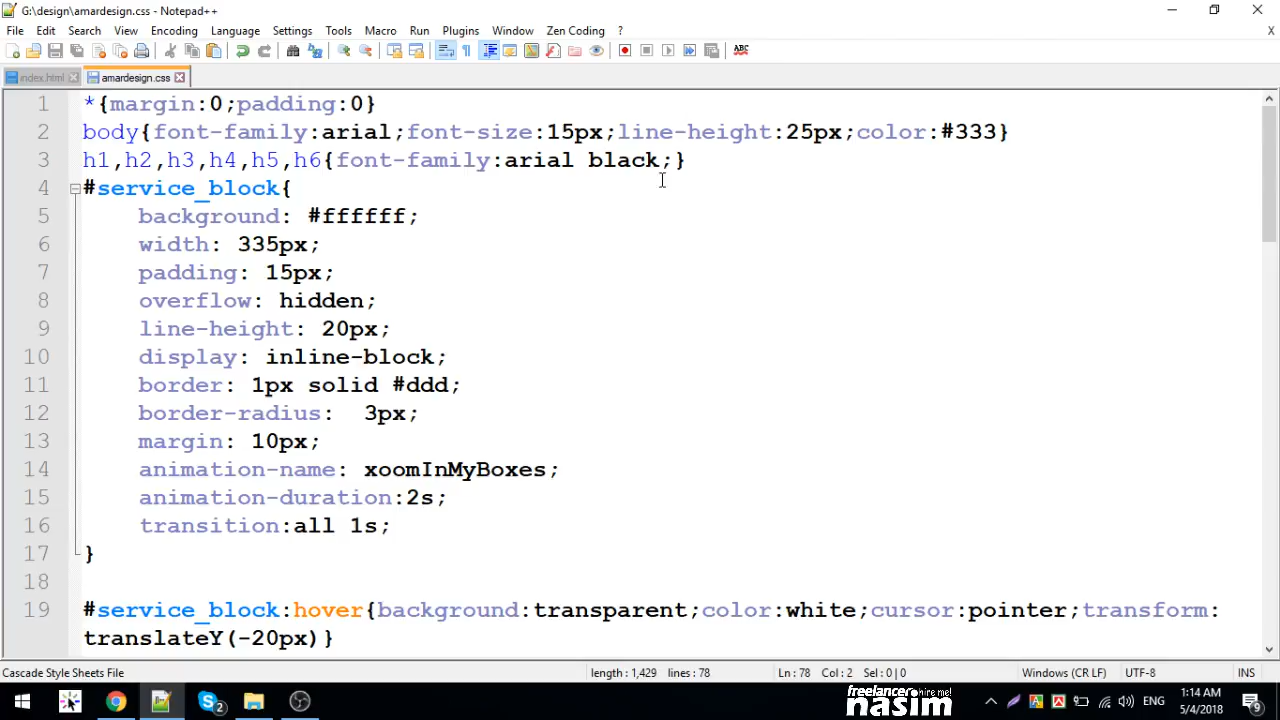 G:\design\amardesign.css - Notepad++
File Edit Search View Encoding Language Settings Tools Macro Run Plugins Window Zen Coding ? X
ABC
index.html amardesign.css
1 *{margin:0;padding:0}
2 body{font-family:arial;font-size:15px;line-height:25px;color:#333}
3 h1,h2,h3,h4,h5,h6{font-family:arial black;}
4 #service_block{
5 background: #ffffff;
6 width: 335px;
7 padding: 15px;
8 overflow: hidden;
9 line-height: 20px;
10 display: inline-block;
11 border: 1px solid #ddd;
12 border-radius:  3px;
13 margin: 10px;
14 animation-name: xoomInMyBoxes;
15 animation-duration:2s;
16 transition:all 1s;
17 }
18
19 #service_block:hover{background:transparent;color:white;cursor:pointer;transform:
translateY(-20px)}
Cascade Style Sheets File length : 1,429 lines : 78 Ln : 78 Col : 2 Sel : 0 | 0 Windows (CR LF) UTF-8 INS
2 ENG 1:14 AM
5/4/2018 9
freelancer hire me!
nasim